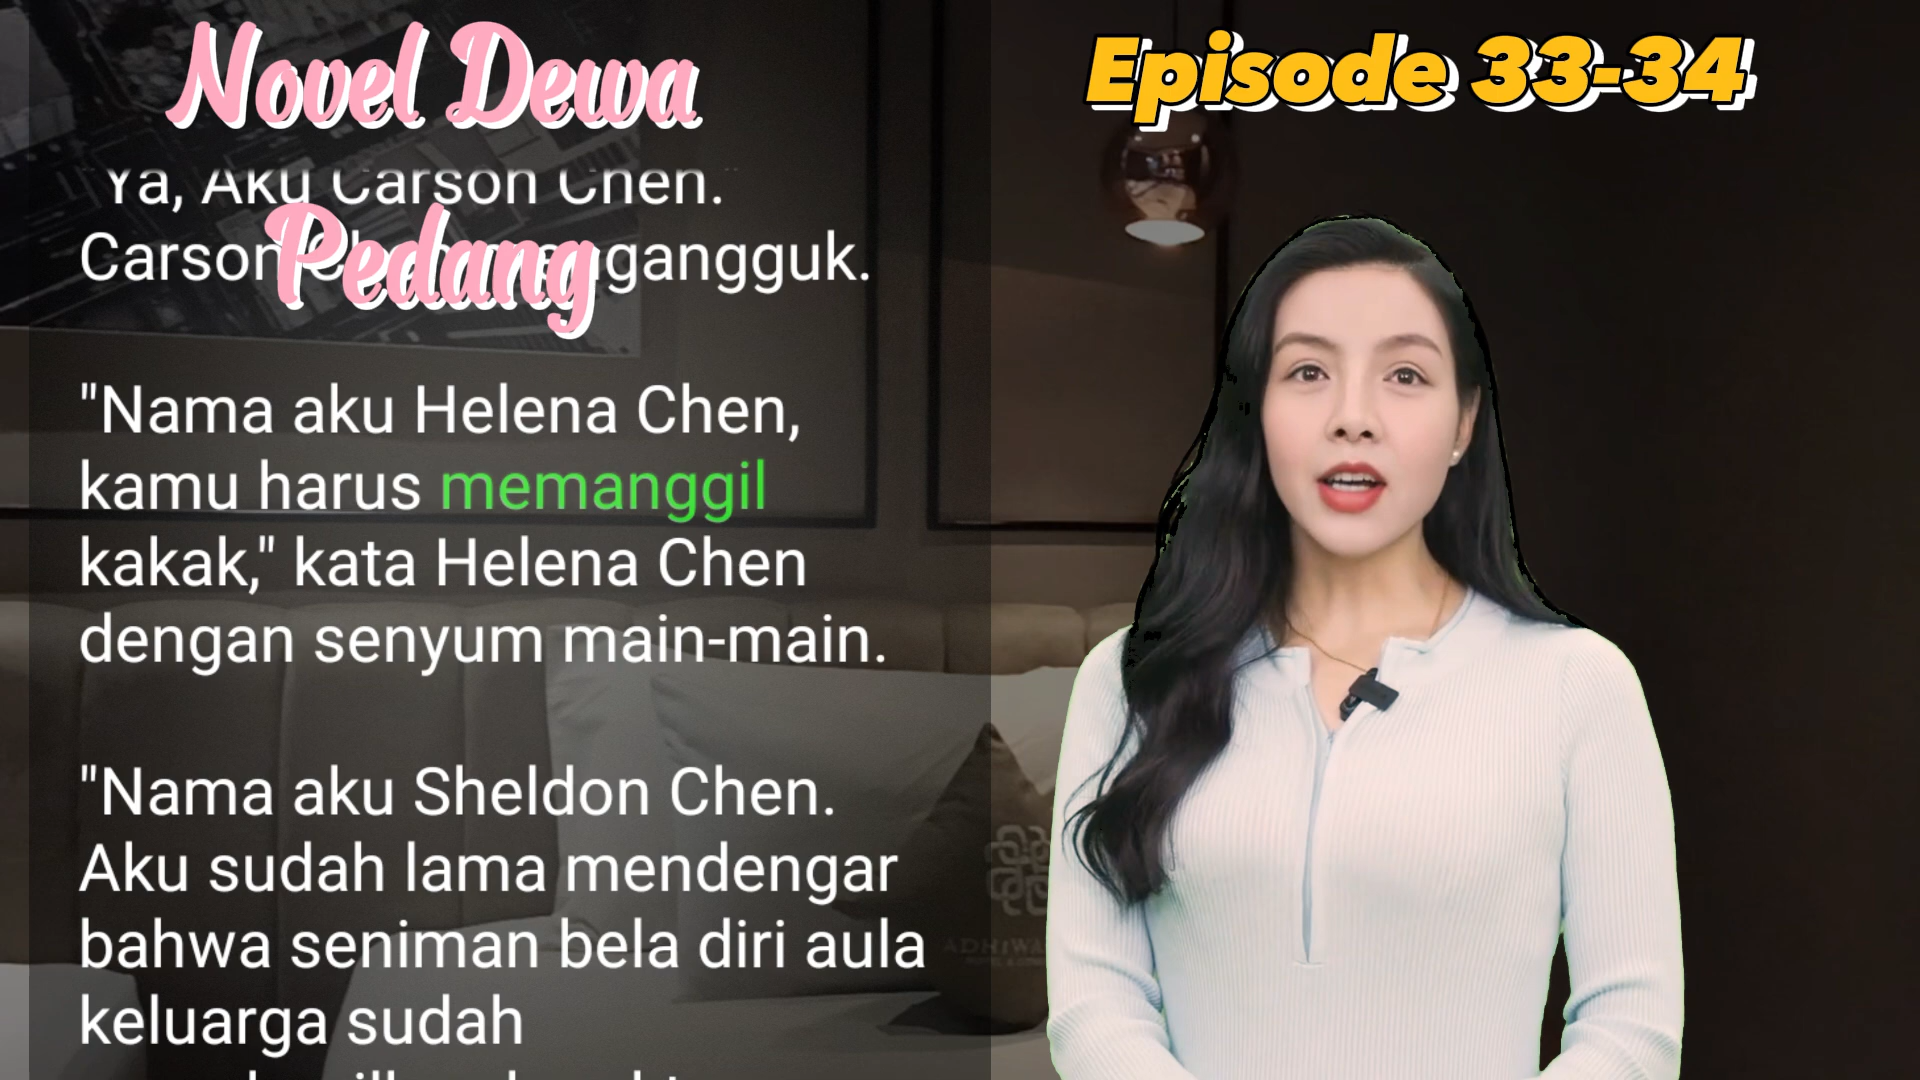 Novel Dewa
Pedang
Episode 33-34
"Ya, Aku Carson Chen."
Carson Chen menggangguk.
"Nama aku Helena Chen,
kamu harus memanggil
kakak," kata Helena Chen
dengan senyum main-main.
"Nama aku Sheldon Chen.
Aku sudah lama mendengar
bahwa seniman bela diri aula
keluarga sudah